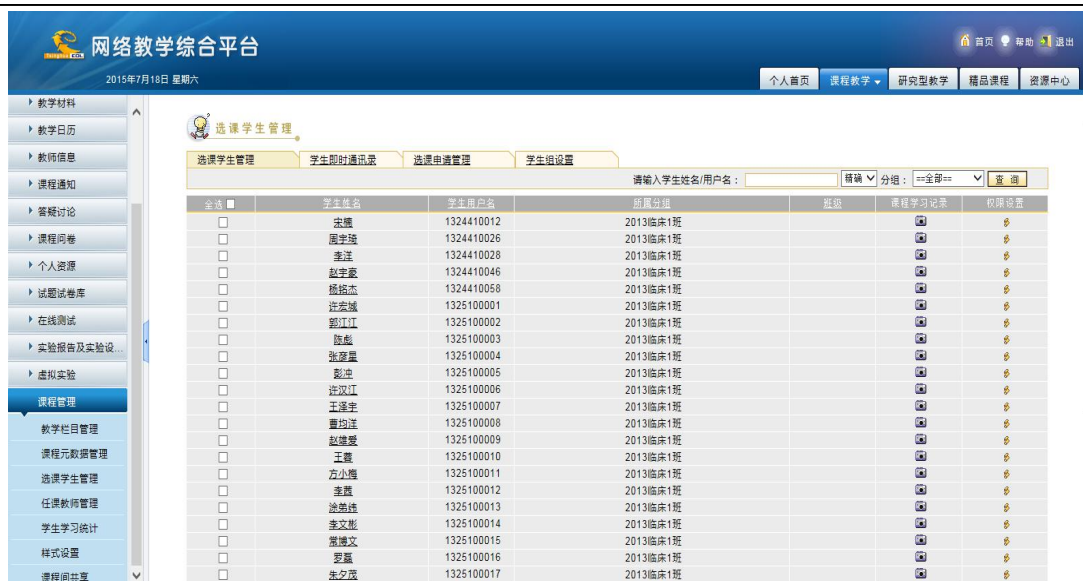 网络教学综合平台
首页 帮助 退出
2015年7月18日 星期六
个人首页 课程教学 研究型教学 精品课程 资源中心
教学材料
教学日历
教师信息
课程通知
答疑讨论
课程问卷
个人资源
试题试卷库
在线测试
实验报告及实验设...
虚拟实验
课程管理
教学栏目管理
课程元数据管理
选课学生管理
任课教师管理
学生学习统计
样式设置
课程间共享
选课学生管理
选课学生管理 学生即时通讯录 选课申请管理 学生组设置
请输入学生姓名/用户名： 精确 分组： ==全部== 查 询
全选 学生姓名 学生用户名 所属分组 班级 课程学习记录 权限设置
宋楠 1324410012 2013临床1班
周宇琦 1324410026 2013临床1班
李洋 1324410028 2013临床1班
赵宇豪 1324410046 2013临床1班
杨铭杰 1324410058 2013临床1班
许宏城 1325100001 2013临床1班
郭江江 1325100002 2013临床1班
陈彪 1325100003 2013临床1班
张彦星 1325100004 2013临床1班
彭冲 1325100005 2013临床1班
许汉江 1325100006 2013临床1班
王泽宇 1325100007 2013临床1班
曹均洋 1325100008 2013临床1班
赵雄爱 1325100009 2013临床1班
王蓉 1325100010 2013临床1班
方小梅 1325100011 2013临床1班
李茜 1325100012 2013临床1班
涂弟纬 1325100013 2013临床1班
李文彬 1325100014 2013临床1班
常博文 1325100015 2013临床1班
罗磊 1325100016 2013临床1班
朱夕茂 1325100017 2013临床1班